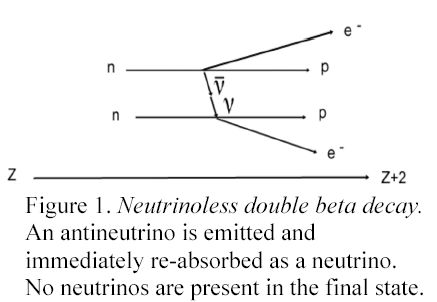 e⁻
n p
ν̄
ν
n p
e⁻
Z Z+2
Figure 1. Neutrinoless double beta decay.
An antineutrino is emitted and
immediately re-absorbed as a neutrino.
No neutrinos are present in the final state.